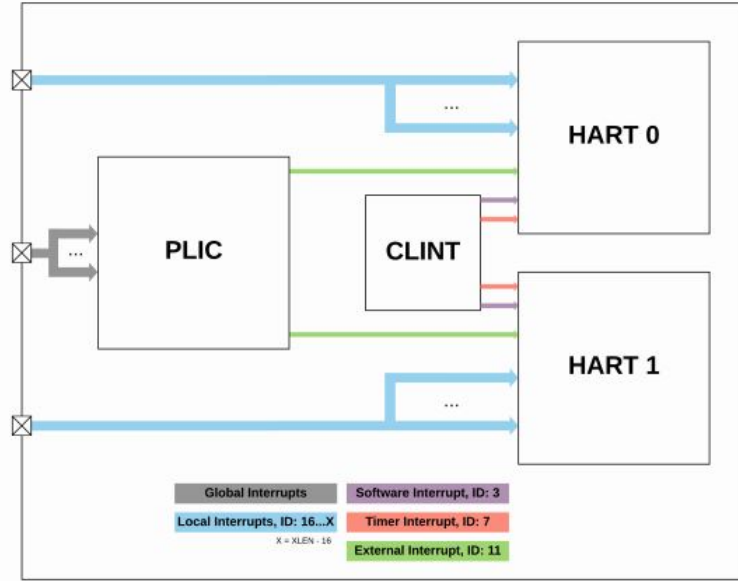 ...
HART 0
PLIC
...
CLINT
HART 1
...
Global Interrupts
Software Interrupt, ID: 3
Local Interrupts, ID: 16...X
Timer Interrupt, ID: 7
X = XLEN - 16
External Interrupt, ID: 11